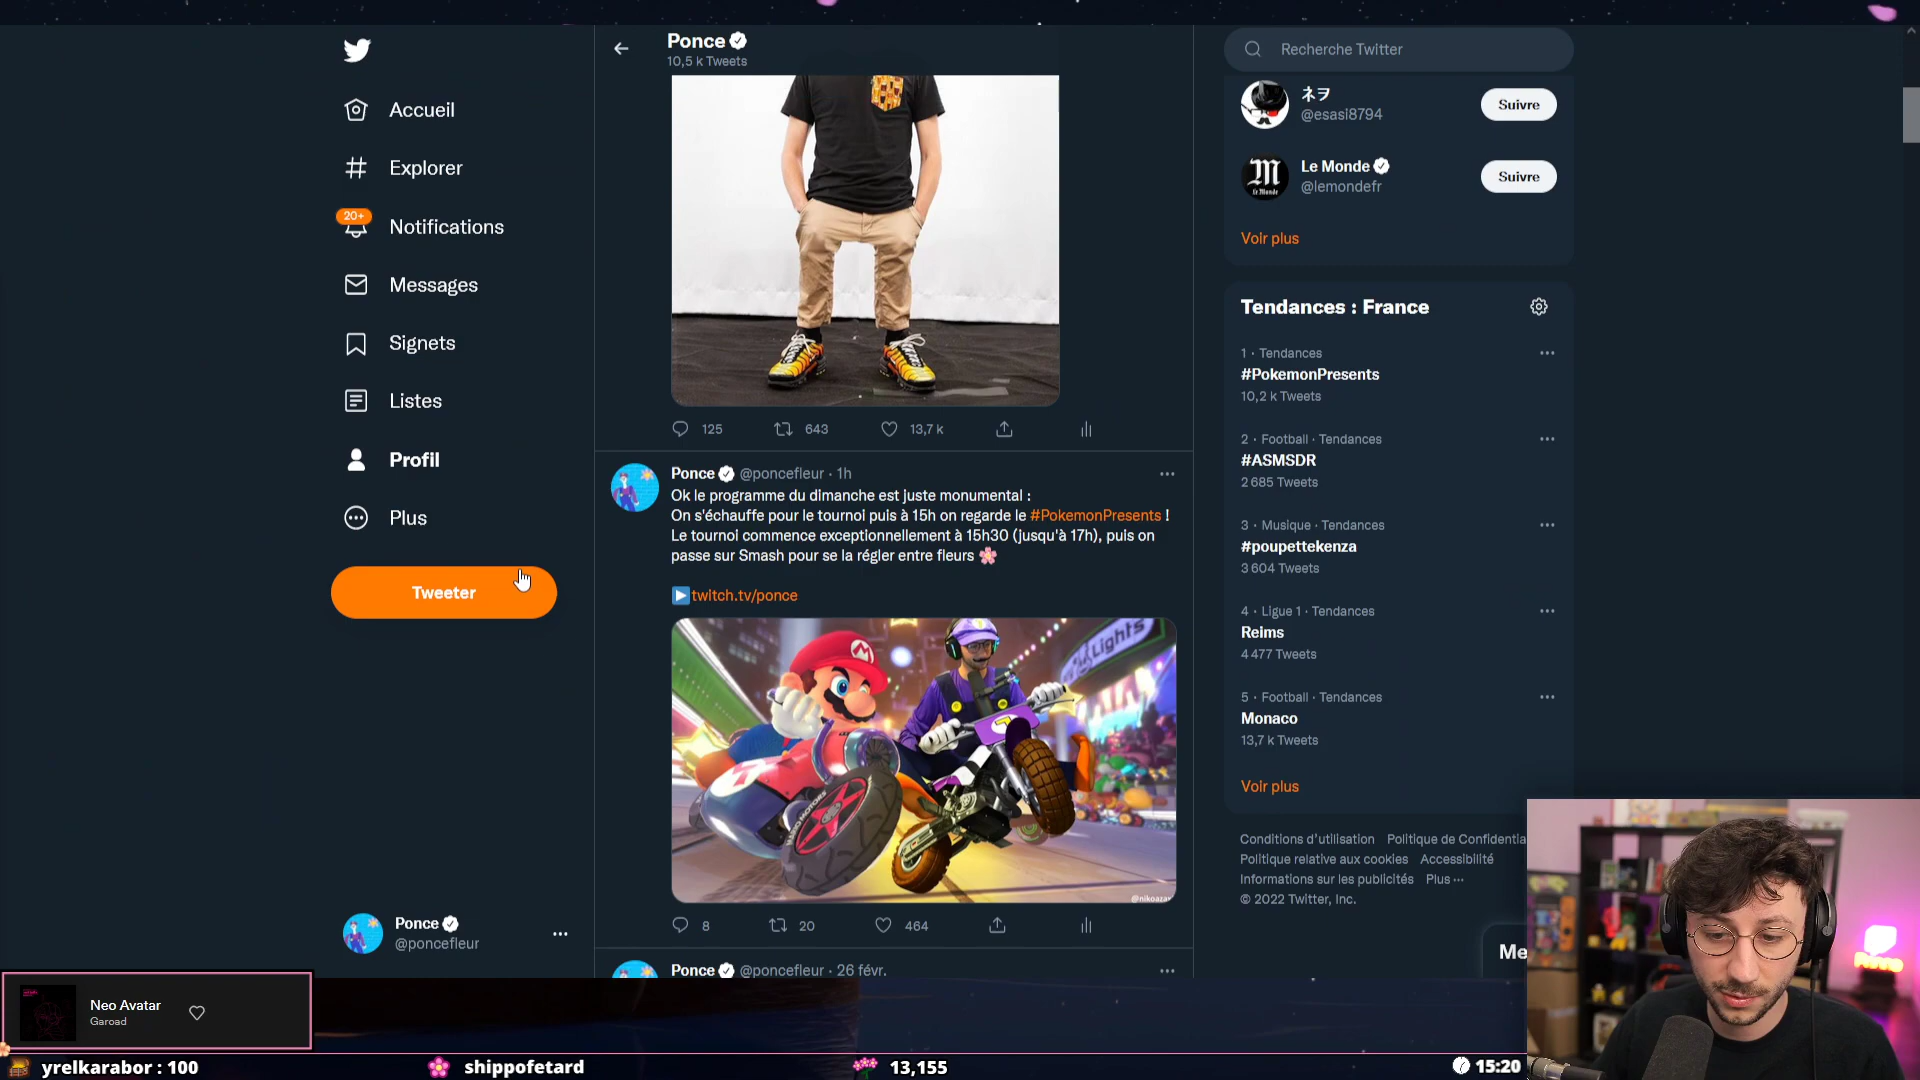 Ponce
10,5 k Tweets
Accueil
Explorer
20+
Notifications
Messages
Signets
Listes
Profil
Plus
Tweeter
Ponce
@poncefleur
125
643
13,7 k
Ponce @poncefleur · 1h
Ok le programme du dimanche est juste monumental :
On s'échauffe pour le tournoi puis à 15h on regarde le #PokemonPresents !
Le tournoi commence exceptionnellement à 15h30 (jusqu'à 17h), puis on
passe sur Smash pour se la régler entre fleurs
twitch.tv/ponce
Lights
M
8
20
464
Ponce @poncefleur · 26 févr.
Recherche Twitter
ネヲ
@esasi8794
Suivre
M
Le Monde
Le Monde
@lemondefr
Suivre
Voir plus
Tendances : France
1 · Tendances
#PokemonPresents
10,2 k Tweets
2 · Football · Tendances
#ASMSDR
2 685 Tweets
3 · Musique · Tendances
#poupettekenza
3 604 Tweets
4 · Ligue 1 · Tendances
Reims
4 477 Tweets
5 · Football · Tendances
Monaco
13,7 k Tweets
Voir plus
Conditions d'utilisation Politique de Confidentia
Politique relative aux cookies Accessibilité
Informations sur les publicités Plus
© 2022 Twitter, Inc.
Me
Neo Avatar
Garoad
yrelkarabor : 100
shippofetard
13,155
15:20